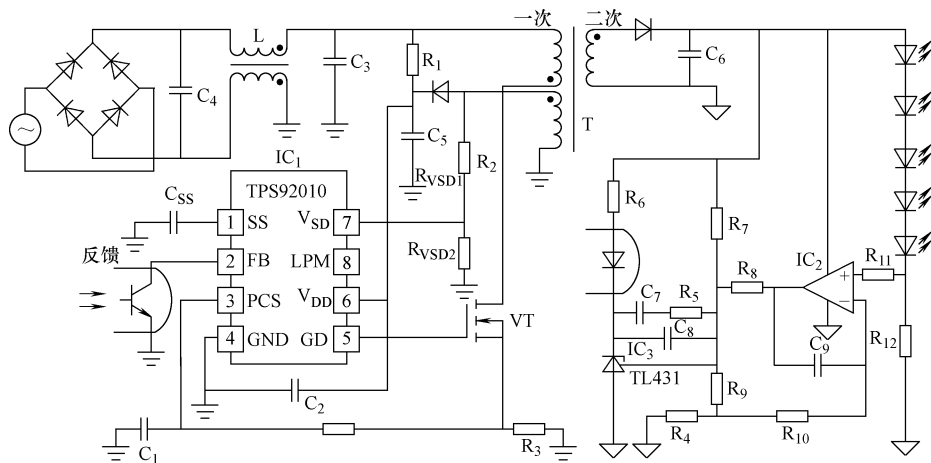 一次
二次
L
R1
C3
C4
C6
C5
T
IC1
RVSD1
R2
TPS92010
CSS
1
SS
VSD
7
R6
R7
反馈
2
FB
LPM
8
RVSD2
IC2
R11
3
PCS
VDD
6
R8
+
−
C7
R5
VT
4
GND
GD
5
C8
C9
R12
IC3
TL431
C2
R9
R4
R10
C1
R3
~